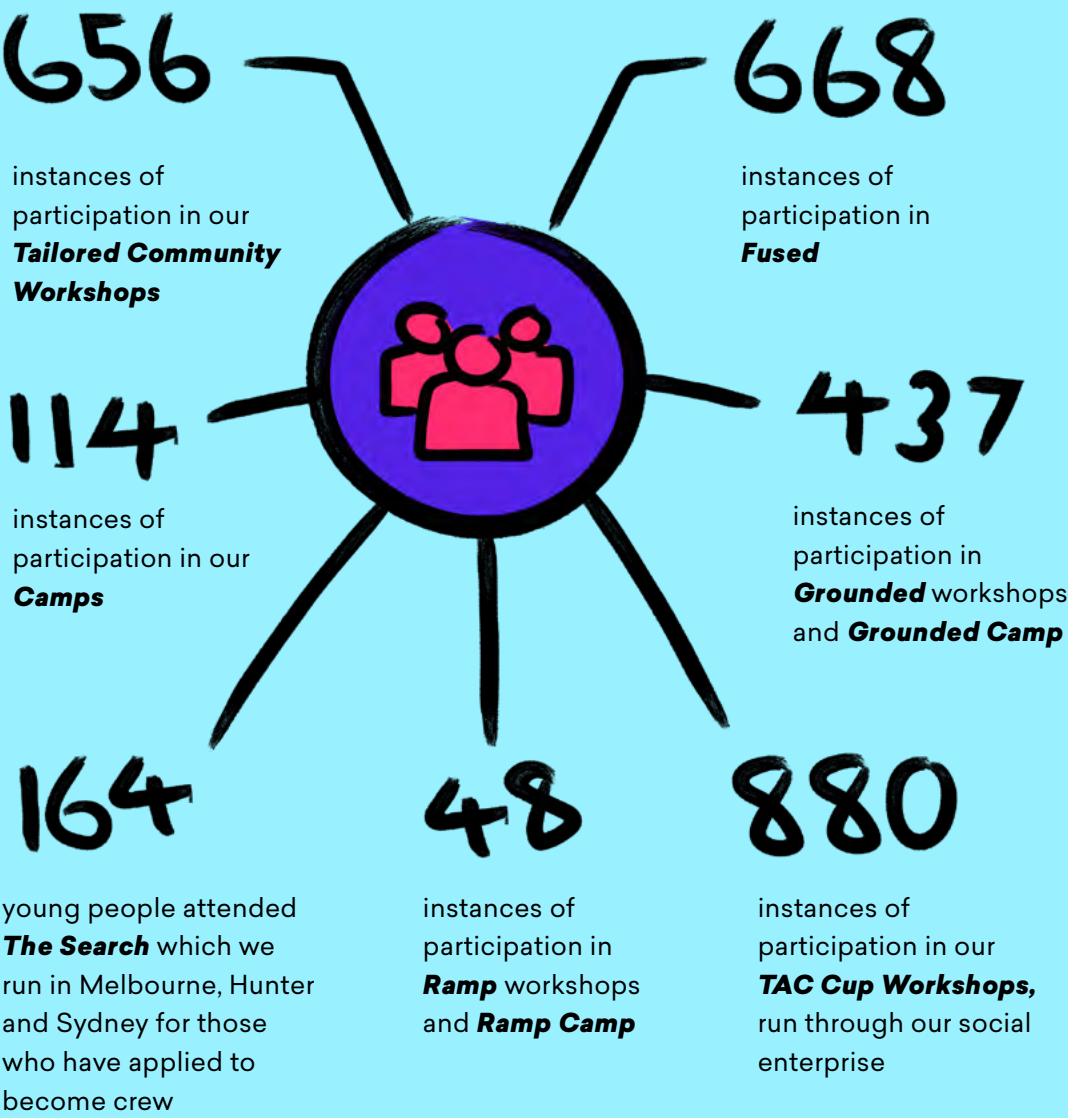 656
instances of
participation in our
Tailored Community
Workshops
668
instances of
participation in
Fused
114
instances of
participation in our
Camps
437
instances of
participation in
Grounded workshops
and Grounded Camp
164
young people attended
The Search which we
run in Melbourne, Hunter
and Sydney for those
who have applied to
become crew
48
instances of
participation in
Ramp workshops
and Ramp Camp
880
instances of
participation in our
TAC Cup Workshops,
run through our social
enterprise